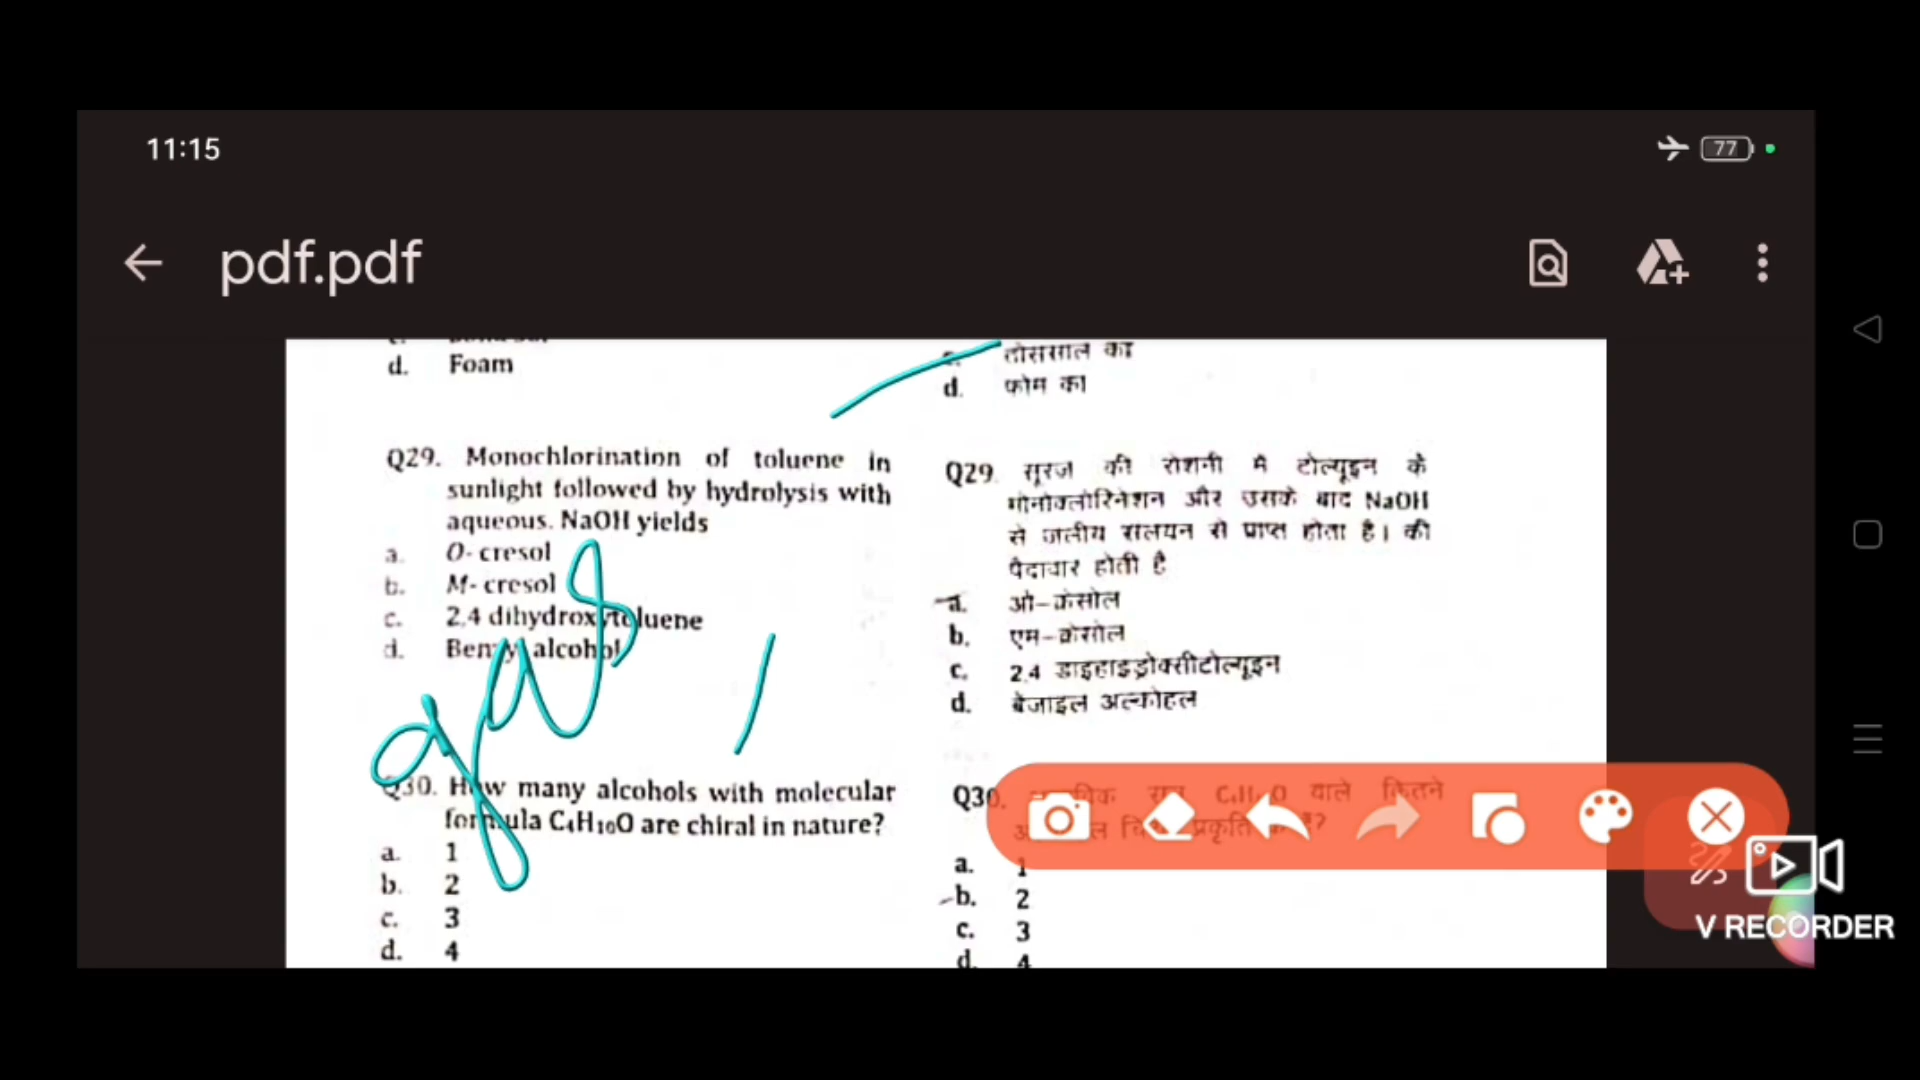 11:15
77
pdf.pdf
d. Foam
d. फोम का
Q29. Monochlorination of toluene in
sunlight followed by hydrolysis with
aqueous. NaOH yields
a. O- cresol
b. M- cresol
c. 2,4 dihydroxytoluene
d. Benzyl alcohol
Q29 सूरज की रोशनी में टोल्यूइन के
मोनोक्लोरिनेशन और उसके बाद NaOH
से जलीय से प्राप्त होता है। की
पैदावार होती है
a. ओ-क्रेसोल
b. एम-क्रेसोल
c. 2,4 डाइहाइड्रोक्सीटोल्यूइन
d. बेंजाइल अल्कोहल
gas
Q30. How many alcohols with molecular
formula C₄H₁₀O are chiral in nature?
a. 1
b. 2
c. 3
d. 4
Q30. वाले कितने
a. 1
b. 2
c. 3
d. 4
V RECORDER